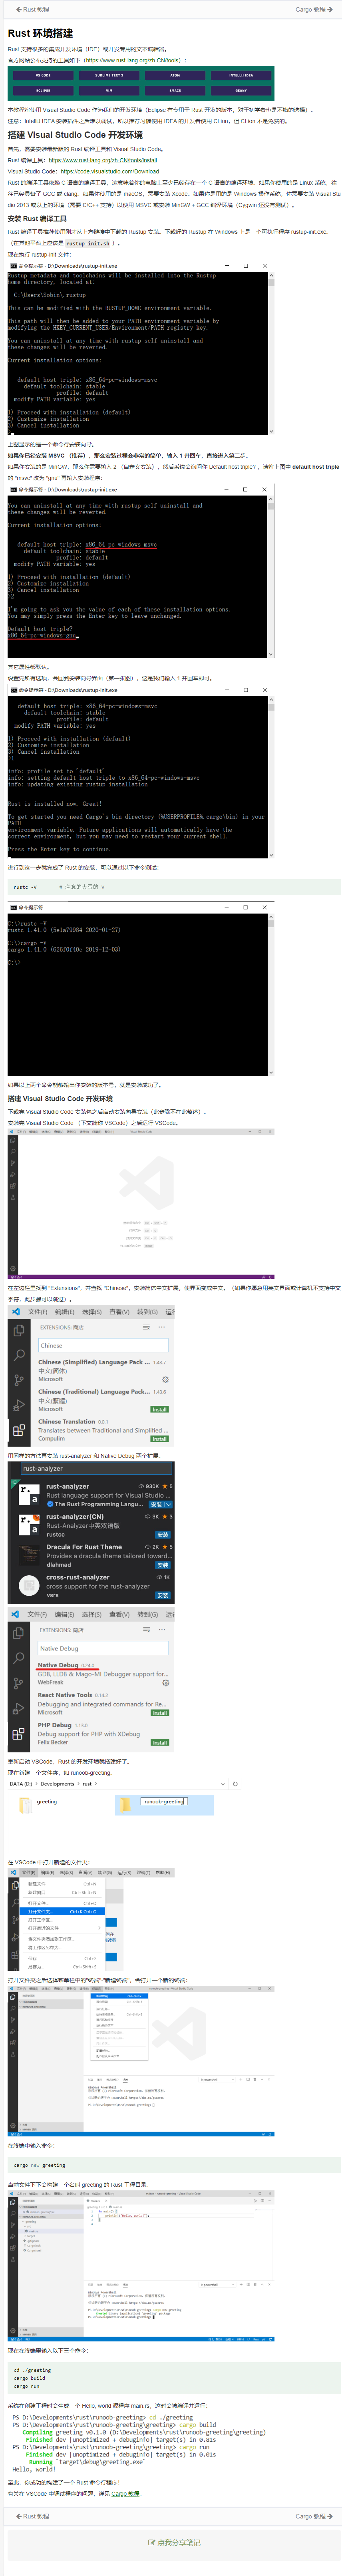 Rust 教程
Cargo 教程
Rust 环境搭建
Rust 支持很多的集成开发环境（IDE）或开发专用的文本编辑器。
官方网站公布支持的工具如下（https://www.rust-lang.org/zh-CN/tools）：
VS CODE
SUBLIME TEXT 3
ATOM
INTELLIJ IDEA
ECLIPSE
VIM
EMACS
GEANY
本教程将使用 Visual Studio Code 作为我们的开发环境（Eclipse 有专用于 Rust 开发的版本，对于初学者也是不错的选择）。
注意：IntelliJ IDEA 安装插件之后难以调试，所以推荐习惯使用 IDEA 的开发者使用 CLion，但 CLion 不是免费的。
搭建 Visual Studio Code 开发环境
首先，需要安装最新版的 Rust 编译工具和 Visual Studio Code。
Rust 编译工具：https://www.rust-lang.org/zh-CN/tools/install
Visual Studio Code：https://code.visualstudio.com/Download
Rust 的编译工具依赖 C 语言的编译工具，这意味着你的电脑上至少已经存在一个 C 语言的编译环境。如果你使用的是 Linux 系统，往
往已经具备了 GCC 或 clang。如果你使用的是 macOS，需要安装 Xcode。如果你是用的是 Windows 操作系统，你需要安装 Visual Stu
dio 2013 或以上的环境（需要 C/C++ 支持）以使用 MSVC 或安装 MinGW + GCC 编译环境（Cygwin 还没有测试）。
安装 Rust 编译工具
Rust 编译工具推荐使用刚才从上方链接中下载的 Rustup 安装。下载好的 Rustup 在 Windows 上是一个可执行程序 rustup-init.exe。
（在其他平台上应该是 rustup-init.sh ）。
现在执行 rustup-init 文件：
命令提示符 - D:\Downloads\rustup-init.exe
Rustup metadata and toolchains will be installed into the Rustup
home directory, located at:
C:\Users\Sobin\.rustup
This can be modified with the RUSTUP_HOME environment variable.
This path will then be added to your PATH environment variable by
modifying the HKEY_CURRENT_USER/Environment/PATH registry key.
You can uninstall at any time with rustup self uninstall and
these changes will be reverted.
Current installation options:
default host triple: x86_64-pc-windows-msvc
default toolchain: stable
profile: default
modify PATH variable: yes
1) Proceed with installation (default)
2) Customize installation
3) Cancel installation
上图显示的是一个命令行安装向导。
如果你已经安装 MSVC （推荐），那么安装过程会非常的简单，输入 1 并回车，直接进入第二步。
如果你安装的是 MinGW，那么你需要输入 2 （自定义安装），然后系统会询问你 Default host triple? ，请将上图中 default host triple
的 "msvc" 改为 "gnu" 再输入安装程序：
命令提示符 - D:\Downloads\rustup-init.exe
You can uninstall at any time with rustup self uninstall and
these changes will be reverted.
Current installation options:
default host triple: x86_64-pc-windows-msvc
default toolchain: stable
profile: default
modify PATH variable: yes
1) Proceed with installation (default)
2) Customize installation
3) Cancel installation
>2
I'm going to ask you the value of each of these installation options.
You may simply press the Enter key to leave unchanged.
Default host triple?
x86_64-pc-windows-gnu
其它属性都默认。
设置完所有选项，会回到安装向导界面（第一张图），这是我们输入 1 并回车即可。
命令提示符 - D:\Downloads\rustup-init.exe
default host triple: x86_64-pc-windows-msvc
default toolchain: stable
profile: default
modify PATH variable: yes
1) Proceed with installation (default)
2) Customize installation
3) Cancel installation
>1
info: profile set to 'default'
info: setting default host triple to x86_64-pc-windows-msvc
info: updating existing rustup installation
Rust is installed now. Great!
To get started you need Cargo's bin directory (%USERPROFILE%\.cargo\bin) in your
PATH
environment variable. Future applications will automatically have the
correct environment, but you may need to restart your current shell.
Press the Enter key to continue.
进行到这一步就完成了 Rust 的安装，可以通过以下命令测试：
rustc -V # 注意的大写的 V
命令提示符
C:\>rustc -V
rustc 1.41.0 (5e1a79984 2020-01-27)
C:\>cargo -V
cargo 1.41.0 (626f0f40e 2019-12-03)
C:\>
如果以上两个命令能够输出你安装的版本号，就是安装成功了。
搭建 Visual Studio Code 开发环境
下载完 Visual Studio Code 安装包之后启动安装向导安装（此步骤不在此赘述）。
安装完 Visual Studio Code （下文简称 VSCode）之后运行 VSCode。
在左边栏里找到 "Extensions"，并查找 "Chinese"，安装简体中文扩展，使界面变成中文。（如果你愿意用英文界面或计算机不支持中文
字符，此步骤可以跳过）。
文件(F) 编辑(E) 选择(S) 查看(V) 转到(G) 运行
EXTENSIONS: 商店
Chinese
Chinese (Simplified) Language Pack ... 1.43.7
中文(简体)
Microsoft
Chinese (Traditional) Language Pack... 1.43.6
中文(繁體)
Microsoft
Install
Chinese Translation 0.0.1
Translates between Traditional and Simplified ...
Compulim
Install
用同样的方法再安装 rust-analyzer 和 Native Debug 两个扩展。
rust-analyzer
rust-analyzer 930K 5
Rust language support for Visual Studio ...
The Rust Programming Langu... 安装
rust-analyzer(CN) 3K 3
Rust-Analyzer中英双语版
rustcc 安装
Dracula For Rust Theme 2K 5
Provides a dracula theme tailored toward...
dlahmad 安装
cross-rust-analyzer 1K
cross support for the rust-analyzer
vsrs 安装
文件(F) 编辑(E) 选择(S) 查看(V) 转到(G) 运行
EXTENSIONS: 商店
Native Debug
Native Debug 0.24.0
GDB, LLDB & Mago-MI Debugger support for...
WebFreak
React Native Tools 0.14.2
Debugging and integrated commands for Re...
Microsoft
Install
PHP Debug 1.13.0
Debug support for PHP with XDebug
Felix Becker
Install
重新启动 VSCode，Rust 的开发环境就搭建好了。
现在新建一个文件夹，如 runoob-greeting。
DATA (D:) > Developments > rust >
greeting
runoob-greeting
在 VSCode 中打开新建的文件夹：
新建文件 Ctrl+N
打开文件... Ctrl+O
打开文件夹...
打开工作区...
保存 Ctrl+S
打开文件夹之后选择菜单栏中的"终端"-"新建终端"，会打开一个新的终端：
在终端中输入命令：
cargo new greeting
当前文件下下会构建一个名叫 greeting 的 Rust 工程目录。
现在在终端里输入以下三个命令：
cd ./greeting
cargo build
cargo run
系统在创建工程时会生成一个 Hello, world 源程序 main.rs，这时会被编译并运行：
PS D:\Developments\rust\runoob-greeting> cd ./greeting
PS D:\Developments\rust\runoob-greeting\greeting> cargo build
Compiling greeting v0.1.0 (D:\Developments\rust\runoob-greeting\greeting)
Finished dev [unoptimized + debuginfo] target(s) in 0.81s
PS D:\Developments\rust\runoob-greeting\greeting> cargo run
Finished dev [unoptimized + debuginfo] target(s) in 0.01s
Running `target\debug\greeting.exe`
Hello, world!
至此，你成功的构建了一个 Rust 命令行程序！
有关在 VSCode 中调试程序的问题，详见 Cargo 教程。
Rust 教程
Cargo 教程
点我分享笔记